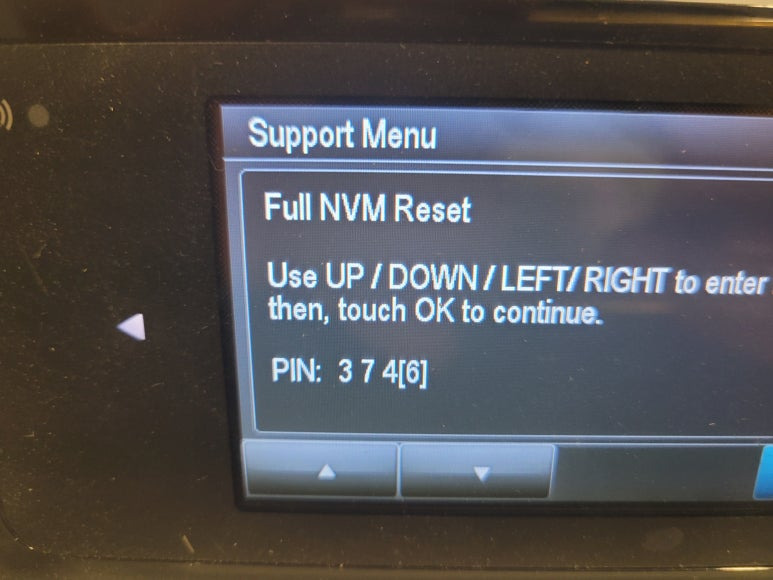 Support Menu
Full NVM Reset
Use UP / DOWN / LEFT/ RIGHT to enter
then, touch OK to continue.
PIN: 3 7 4[6]